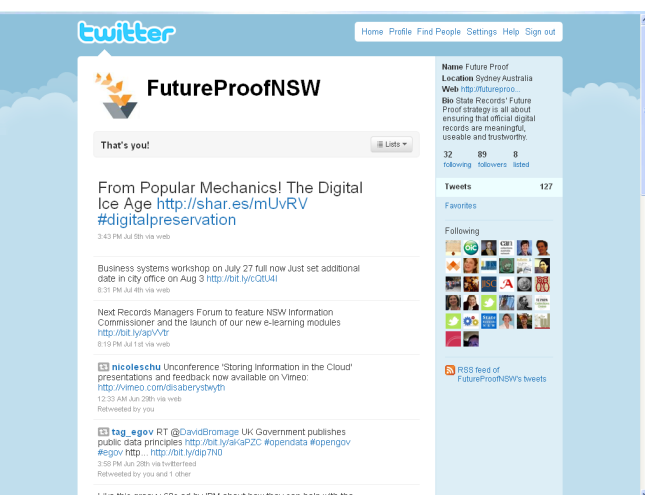 twitter
Home Profile Find People Settings Help Sign out
FutureProofNSW
That's you!
Lists
From Popular Mechanics! The Digital
Ice Age http://shar.es/mUvRV
#digitalpreservation
3:43 PM Jul 5th via web
Business systems workshop on July 27 full now Just set additional
date in city office on Aug 3 http://bit.ly/cQtU4I
8:31 PM Jul 4th via web
Next Records Managers Forum to feature NSW Information
Commissioner and the launch of our new e-learning modules
http://bit.ly/apVVtr
8:19 PM Jul 1st via web
nicoleschu Unconference 'Storing Information in the Cloud'
presentations and feedback now available on Vimeo:
http://vimeo.com/disaberystwyth
12:33 AM Jun 29th via web
Retweeted by you
tag_egov RT @DavidBromage UK Government publishes
public data principles http://bit.ly/aKaPZC #opendata #opengov
#egov http... http://bit.ly/dip7N0
3:58 PM Jun 28th via twitterfeed
Retweeted by you and 1 other
Name Future Proof
Location Sydney Australia
Web http://futureproo...
Bio State Records' Future
Proof strategy is all about
ensuring that official digital
records are meaningful,
useable and trustworthy.
32 89 8
following followers listed
Tweets 127
Favorites
Following
RSS feed of
FutureProofNSW's tweets